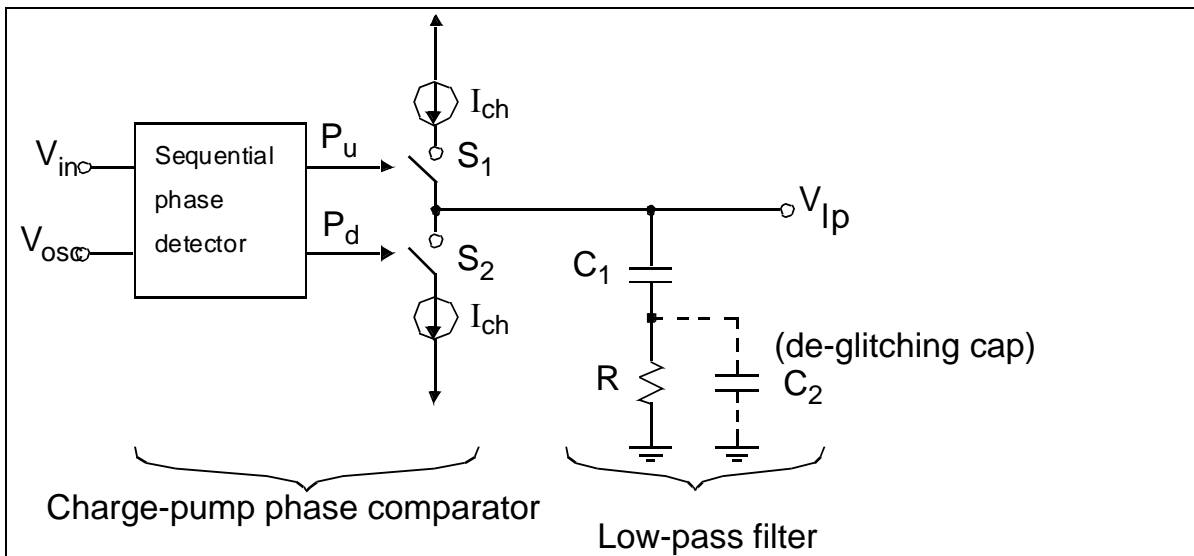 I_ch
V_in
Sequential
phase
detector
P_u
S_1
V_lp
V_osc
P_d
S_2
C_1
I_ch
(de-glitching cap)
R
C_2
Charge-pump phase comparator
Low-pass filter